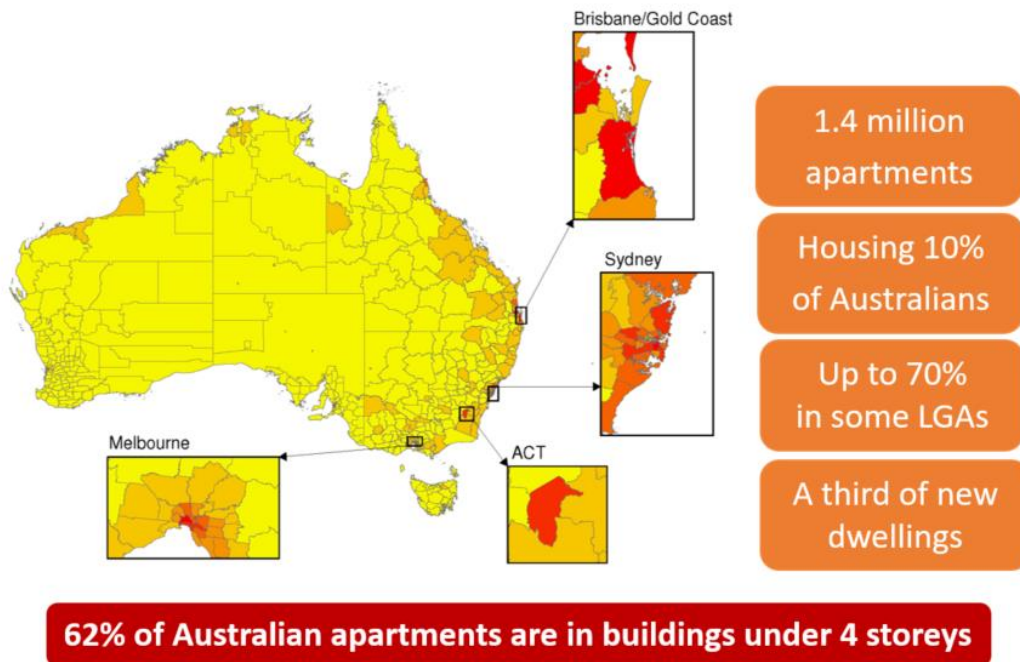 Brisbane/Gold Coast
Sydney
Melbourne
ACT
1.4 million
apartments
Housing 10%
of Australians
Up to 70%
in some LGAs
A third of new
dwellings
62% of Australian apartments are in buildings under 4 storeys